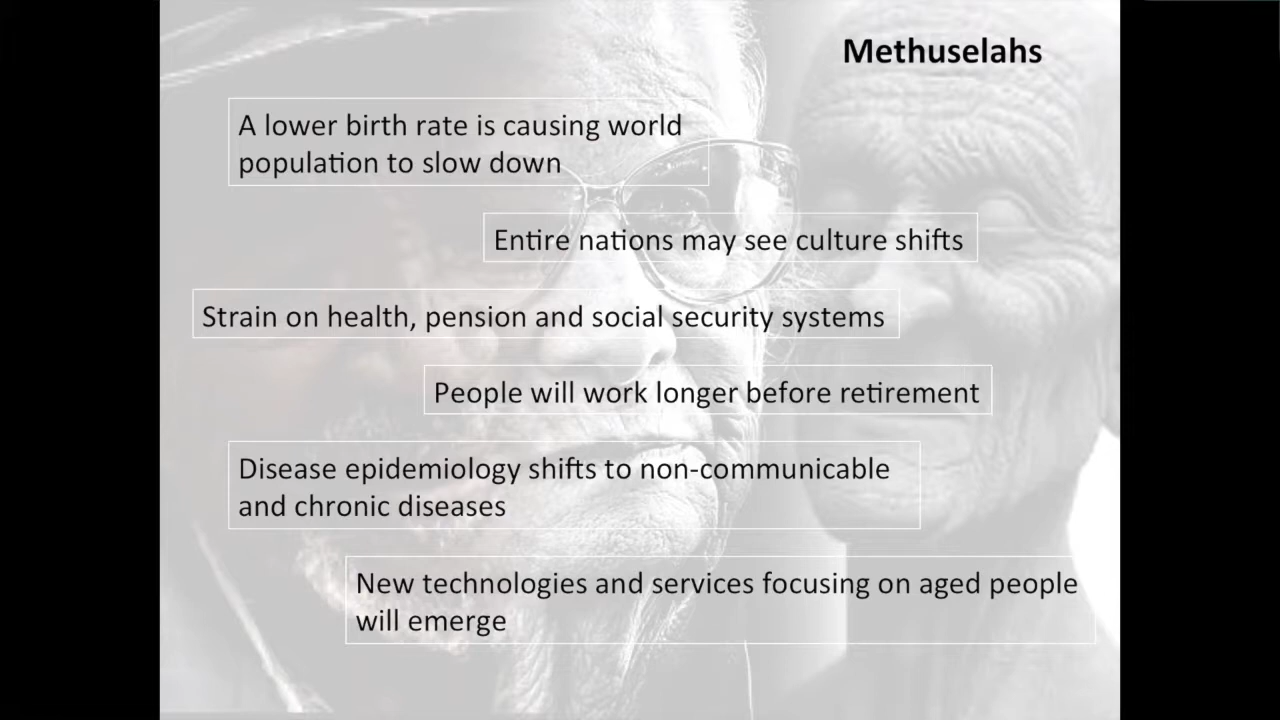 Methuselahs
A lower birth rate is causing world
population to slow down
Entire nations may see culture shifts
Strain on health, pension and social security systems
People will work longer before retirement
Disease epidemiology shifts to non-communicable
and chronic diseases
New technologies and services focusing on aged people
will emerge